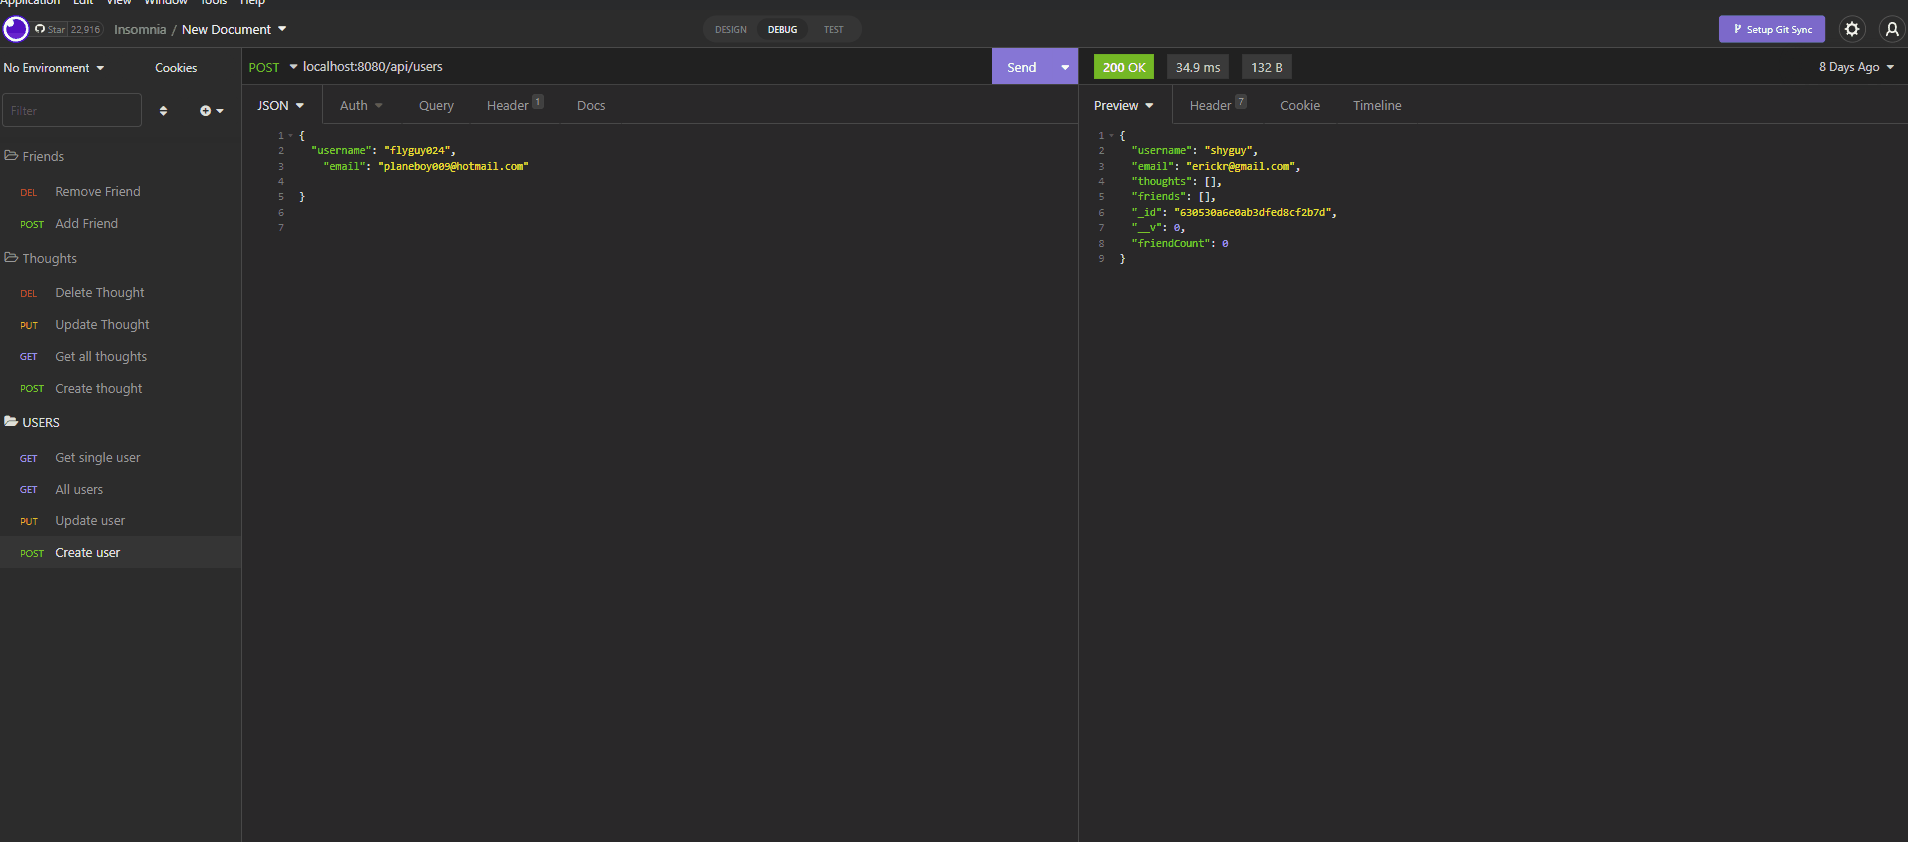 Application Edit View Window Tools Help
Star 22,916 Insomnia / New Document DESIGN DEBUG TEST Setup Git Sync
No Environment Cookies
Filter
Friends
DEL Remove Friend
POST Add Friend
Thoughts
DEL Delete Thought
PUT Update Thought
GET Get all thoughts
POST Create thought
USERS
GET Get single user
GET All users
PUT Update user
POST Create user
POST localhost:8080/api/users Send
JSON Auth Query Header 1 Docs
1 {
2 "username": "flyguy024",
3 "email": "planeboy009@hotmail.com"
4
5 }
6
7
200 OK 34.9 ms 132 B 8 Days Ago
Preview Header 7 Cookie Timeline
1 {
2 "username": "shyguy",
3 "email": "erickr@gmail.com",
4 "thoughts": [],
5 "friends": [],
6 "_id": "630530a6e0ab3dfed8cf2b7d",
7 "__v": 0,
8 "friendCount": 0
9 }